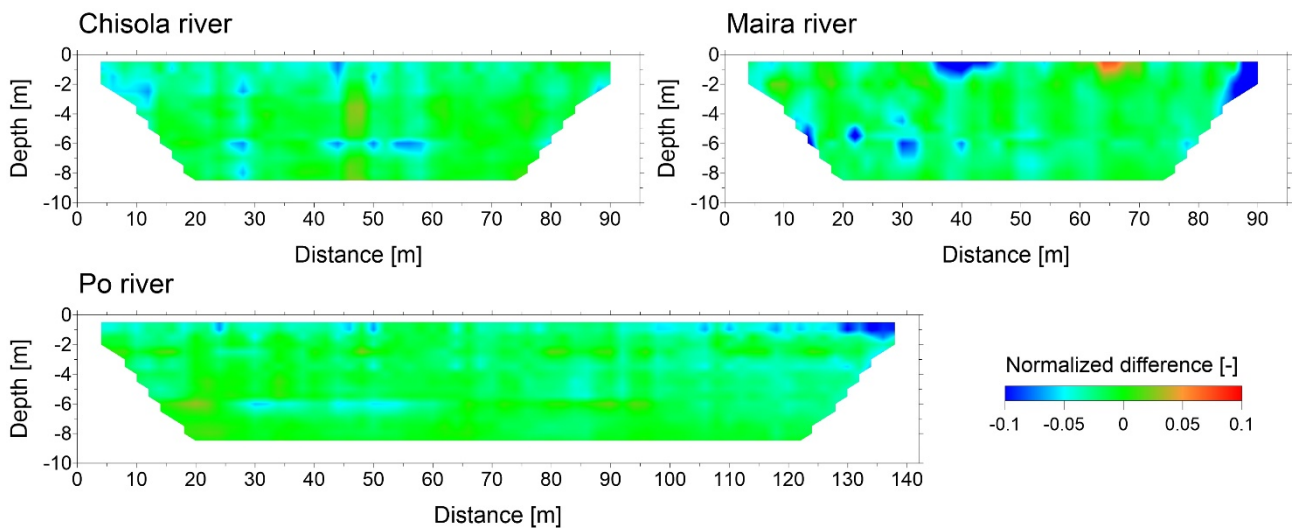 Chisola river
0
-2
-4
-6
-8
-10
Depth [m]
0 10 20 30 40 50 60 70 80 90
Distance [m]
Maira river
0
-2
-4
-6
-8
-10
Depth [m]
0 10 20 30 40 50 60 70 80 90
Distance [m]
Po river
0
-2
-4
-6
-8
-10
Depth [m]
0 10 20 30 40 50 60 70 80 90 100 110 120 130 140
Distance [m]
Normalized difference [-]
-0.1 -0.05 0 0.05 0.1